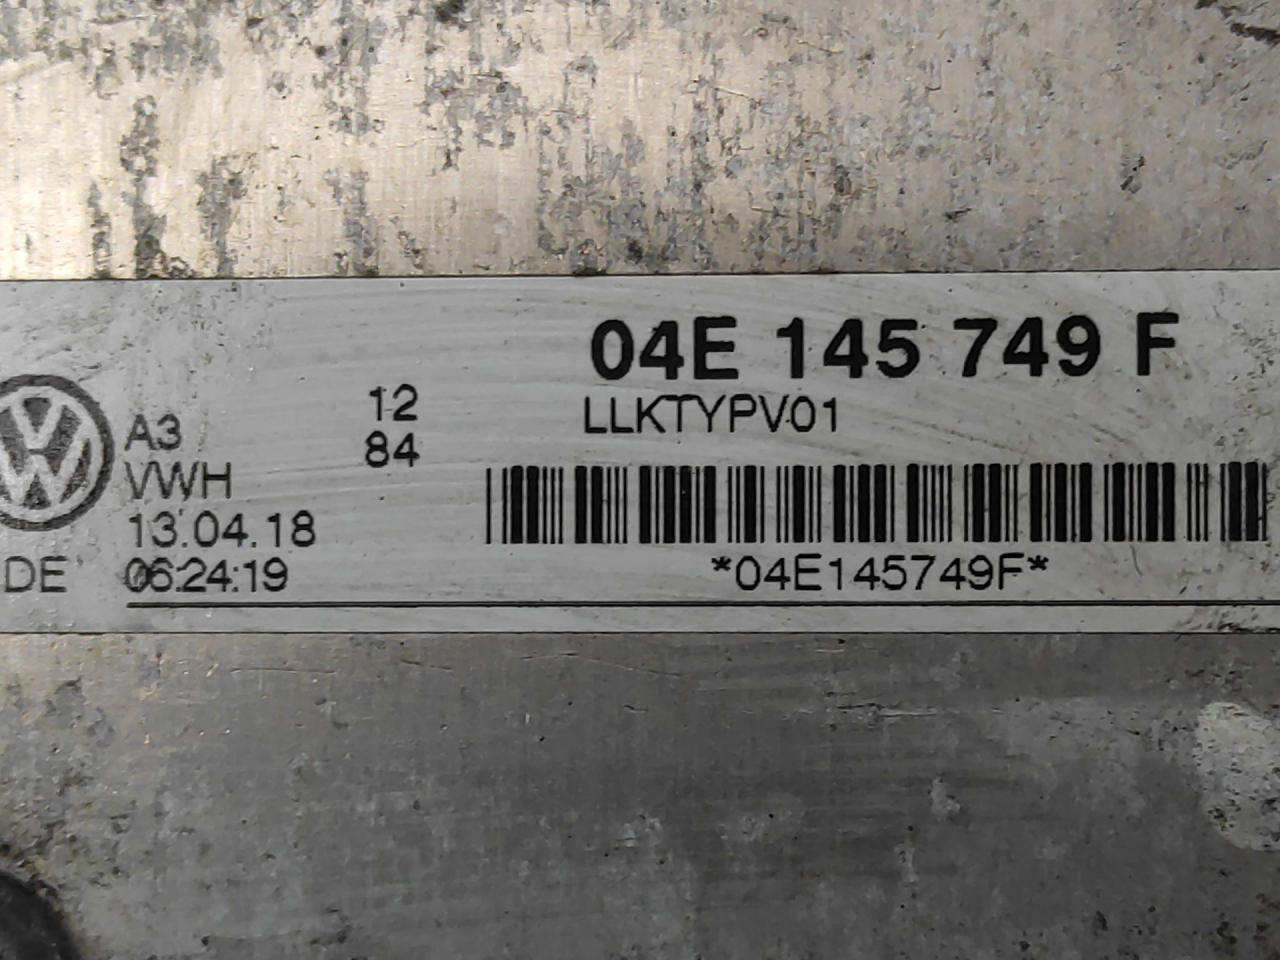 04E 145 749 F
LLKTYPV01
12
84
A3
VWH
13.04.18
DE 06:24:19
*04E145749F*